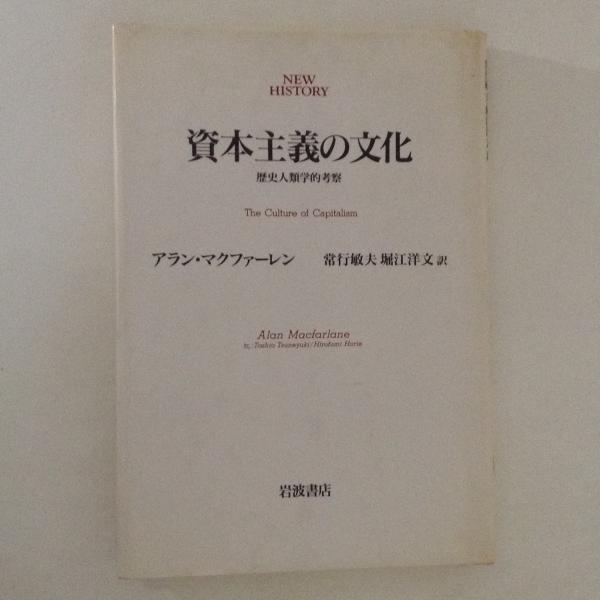 NEW
HISTORY
資本主義の文化
歴史人類学的考察
The Culture of Capitalism
アラン・マクファーレン 常行敏夫 堀江洋文 訳
Alan Macfarlane
tr. Toshio Tsuneyuki/Hirofumi Horie
岩波書店